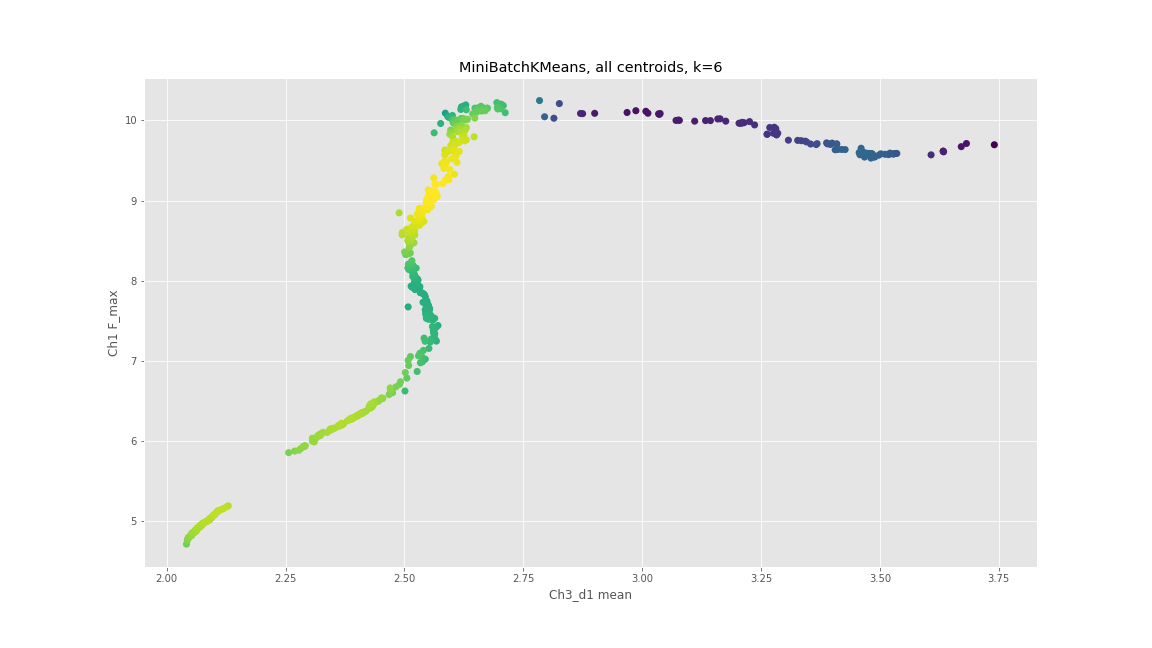 MiniBatchKMeans, all centroids, k=6
10
9
8
7
6
5
Ch1 F_max
2.00 2.25 2.50 2.75 3.00 3.25 3.50 3.75
Ch3_d1 mean